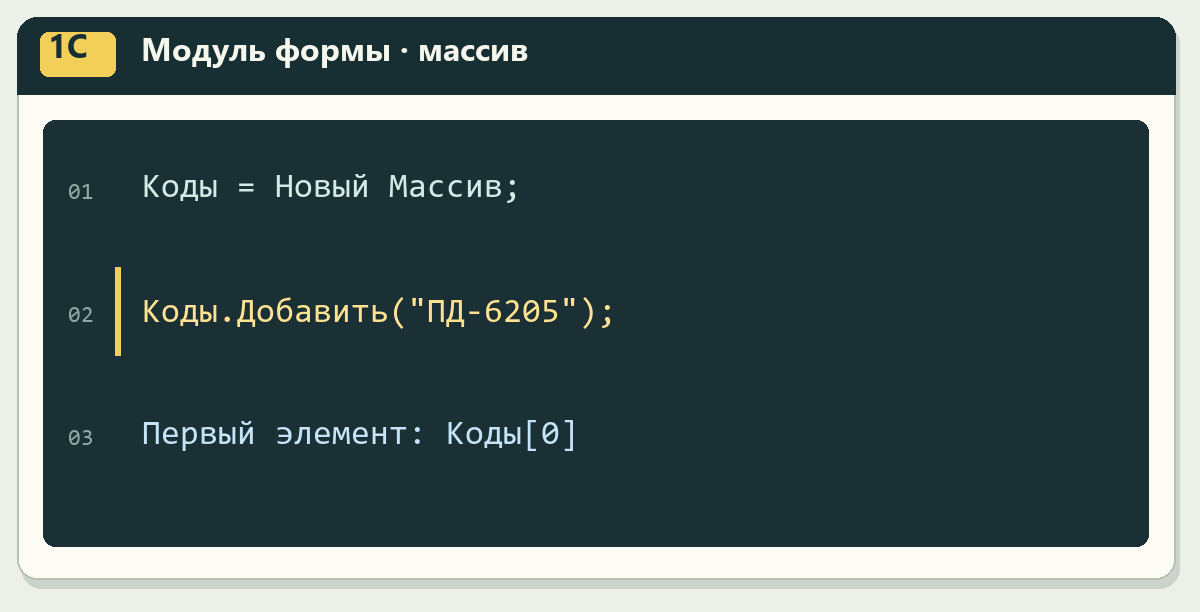 1С Модуль формы · массив
01 Коды = Новый Массив;
02 Коды.Добавить("ПД-6205");
03 Первый элемент: Коды[0]